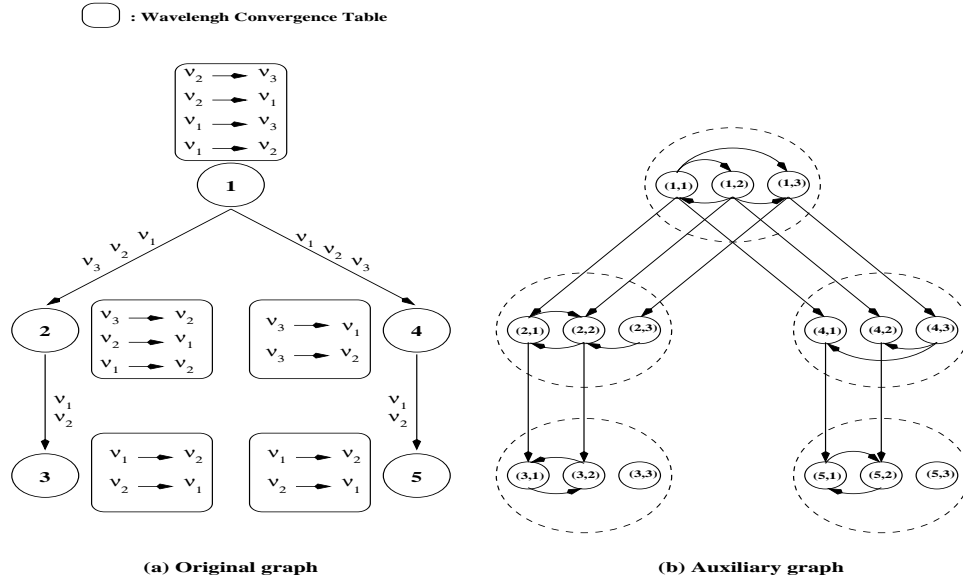 : Wavelengh Convergence Table
ν2 → ν3
ν2 → ν1
ν1 → ν3
ν1 → ν2
1
ν3 ν2 ν1
ν1 ν2 ν3
2
ν3 → ν2
ν2 → ν1
ν1 → ν2
ν3 → ν1
ν3 → ν2
4
ν1
ν2
ν1
ν2
3
ν1 → ν2
ν2 → ν1
ν1 → ν2
ν2 → ν1
5
(a) Original graph
(1,1) (1,2) (1,3)
(2,1) (2,2) (2,3)
(4,1) (4,2) (4,3)
(3,1) (3,2) (3,3)
(5,1) (5,2) (5,3)
(b) Auxiliary graph